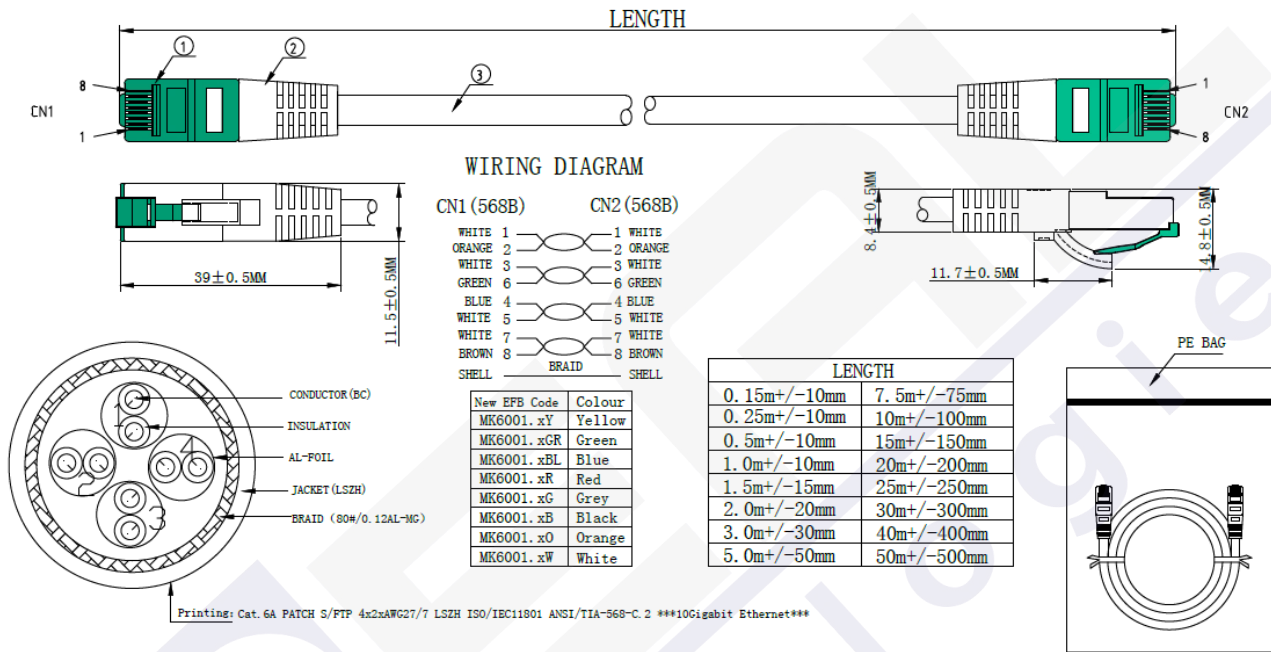 LENGTH
① ② ③
8 1
CN1 CN2
1 8
WIRING DIAGRAM
CN1(568B) CN2(568B)
WHITE 1 1 WHITE
ORANGE 2 2 ORANGE
WHITE 3 3 WHITE
GREEN 6 6 GREEN
BLUE 4 4 BLUE
WHITE 5 5 WHITE
WHITE 7 7 WHITE
BROWN 8 8 BROWN
SHELL BRAID SHELL
39±0.5MM
11.5±0.5MM
8.4±0.5MM
14.8±0.5MM
11.7±0.5MM
CONDUCTOR(BC)
INSULATION
AL-FOIL
JACKET(LSZH)
BRAID (80#/0.12AL-MG)
1
2
3
4
New EFB Code Colour
MK6001.xY Yellow
MK6001.xGR Green
MK6001.xBL Blue
MK6001.xR Red
MK6001.xG Grey
MK6001.xB Black
MK6001.xO Orange
MK6001.xW White
LENGTH
0.15m+/-10mm 7.5m+/-75mm
0.25m+/-10mm 10m+/-100mm
0.5m+/-10mm 15m+/-150mm
1.0m+/-10mm 20m+/-200mm
1.5m+/-15mm 25m+/-250mm
2.0m+/-20mm 30m+/-300mm
3.0m+/-30mm 40m+/-400mm
5.0m+/-50mm 50m+/-500mm
PE BAG
Printing: Cat.6A PATCH S/FTP 4x2xAWG27/7 LSZH ISO/IEC11801 ANSI/TIA-568-C.2 ***10Gigabit Ethernet***